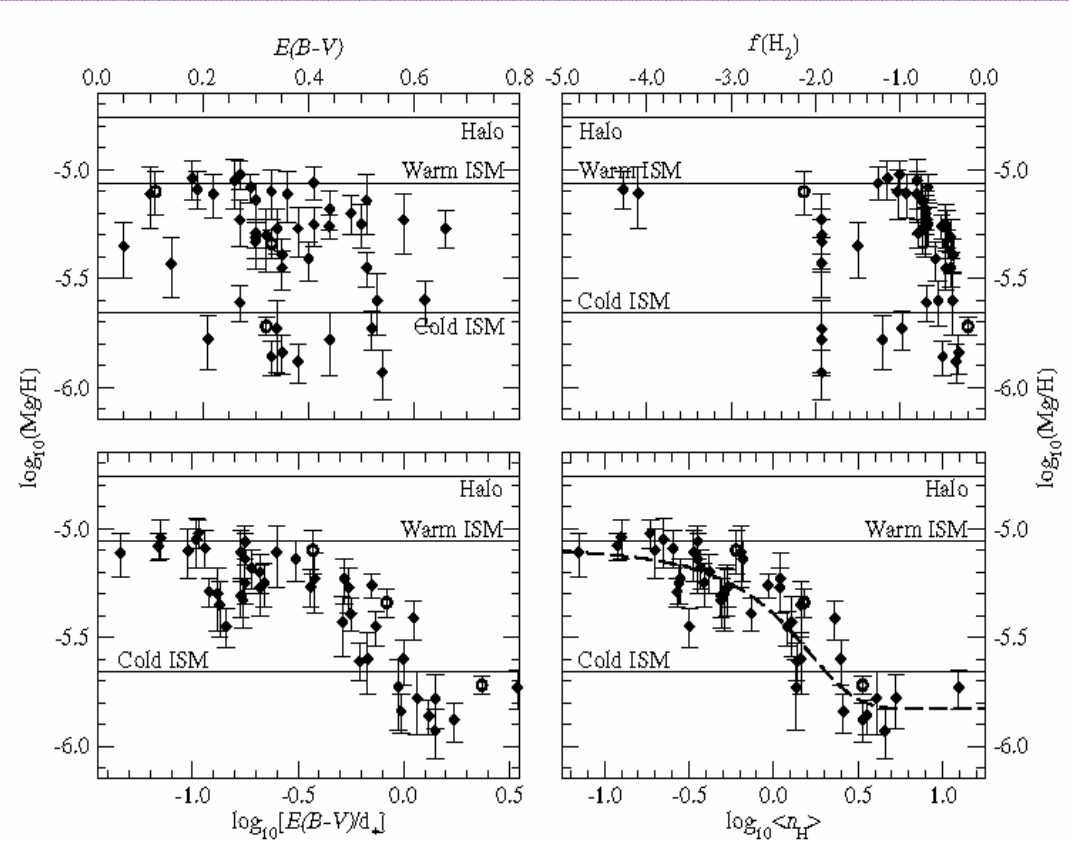 E(B-V)
f(H2)
0.0 0.2 0.4 0.6 0.8
-5.0 -4.0 -3.0 -2.0 -1.0 0.0
Halo
Halo
-5.0
Warm ISM
Warm ISM
-5.0
-5.5
-5.5
Cold ISM
Cold ISM
-6.0
-6.0
log10(Mg/H)
log10(Mg/H)
Halo
Halo
-5.0
Warm ISM
Warm ISM
-5.0
-5.5
-5.5
Cold ISM
Cold ISM
-6.0
-6.0
-1.0 -0.5 0.0 0.5
-1.0 -0.5 0.0 0.5 1.0
log10[E(B-V)/d*]
log10<nH>